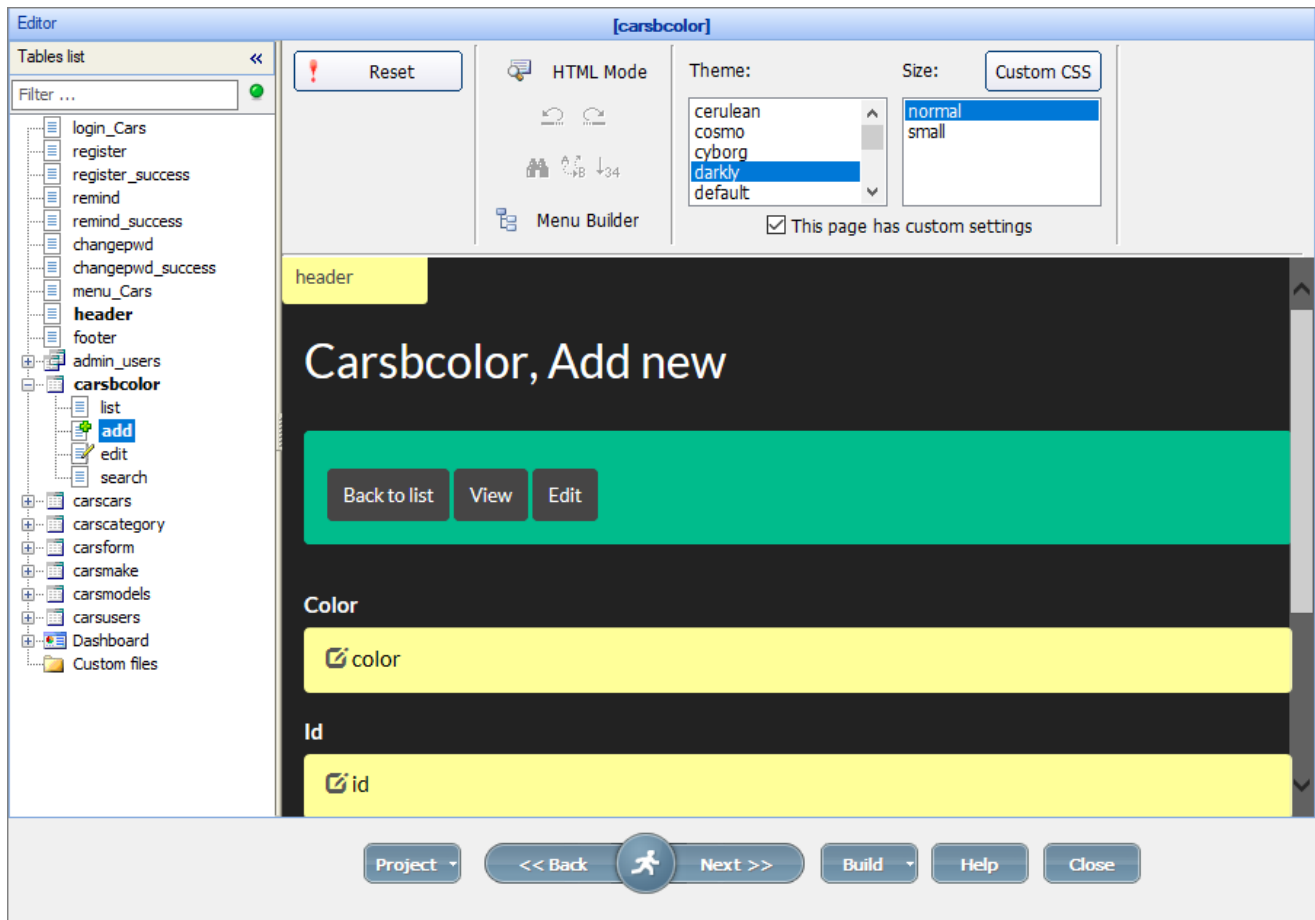 Editor
[carsbcolor]
Tables list «
Filter ...
login_Cars
register
register_success
remind
remind_success
changepwd
changepwd_success
menu_Cars
header
footer
admin_users
carsbcolor
list
add
edit
search
carscars
carscategory
carsform
carsmake
carsmodels
carsusers
Dashboard
Custom files
Reset
HTML Mode
Menu Builder
Theme:
cerulean
cosmo
cyborg
darkly
default
Size:
Custom CSS
normal
small
This page has custom settings
header
Carsbcolor, Add new
Back to list View Edit
Color
color
Id
id
Project << Back Next >> Build Help Close